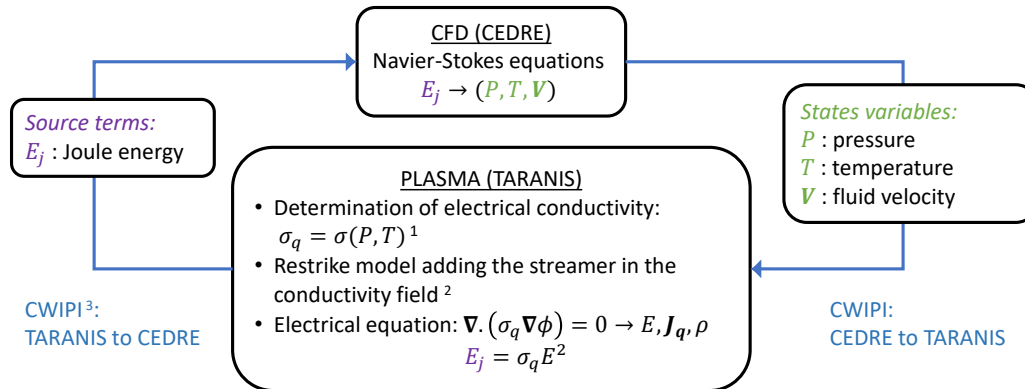 CFD (CEDRE)
Navier-Stokes equations
E_j → (P, T, V)
Source terms:
E_j : Joule energy
States variables:
P : pressure
T : temperature
V : fluid velocity
PLASMA (TARANIS)
• Determination of electrical conductivity:
σ_q = σ(P, T) ¹
• Restrike model adding the streamer in the
conductivity field ²
• Electrical equation: ∇. (σ_q ∇ϕ) = 0 → E, J_q, ρ
E_j = σ_q E²
CWIPI ³:
TARANIS to CEDRE
CWIPI:
CEDRE to TARANIS